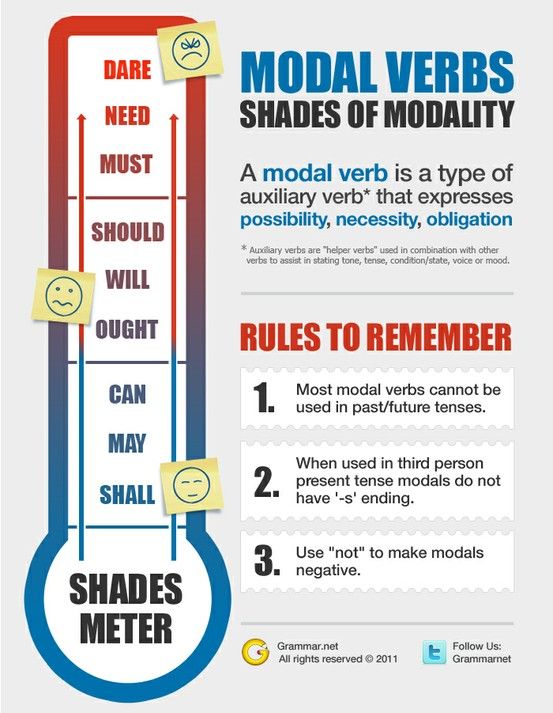 DARE
NEED
MUST
SHOULD
WILL
OUGHT
CAN
MAY
SHALL
SHADES
METER
MODAL VERBS
SHADES OF MODALITY
A modal verb is a type of
auxiliary verb* that expresses
possibility, necessity, obligation
* Auxiliary verbs are "helper verbs" used in combination with other
verbs to assist in stating tone, tense, condition/state, voice or mood.
RULES TO REMEMBER
1. Most modal verbs cannot be
used in past/future tenses.
2. When used in third person
present tense modals do not
have '-s' ending.
3. Use "not" to make modals
negative.
Grammar.net
All rights reserved © 2011
Follow Us:
Grammarnet